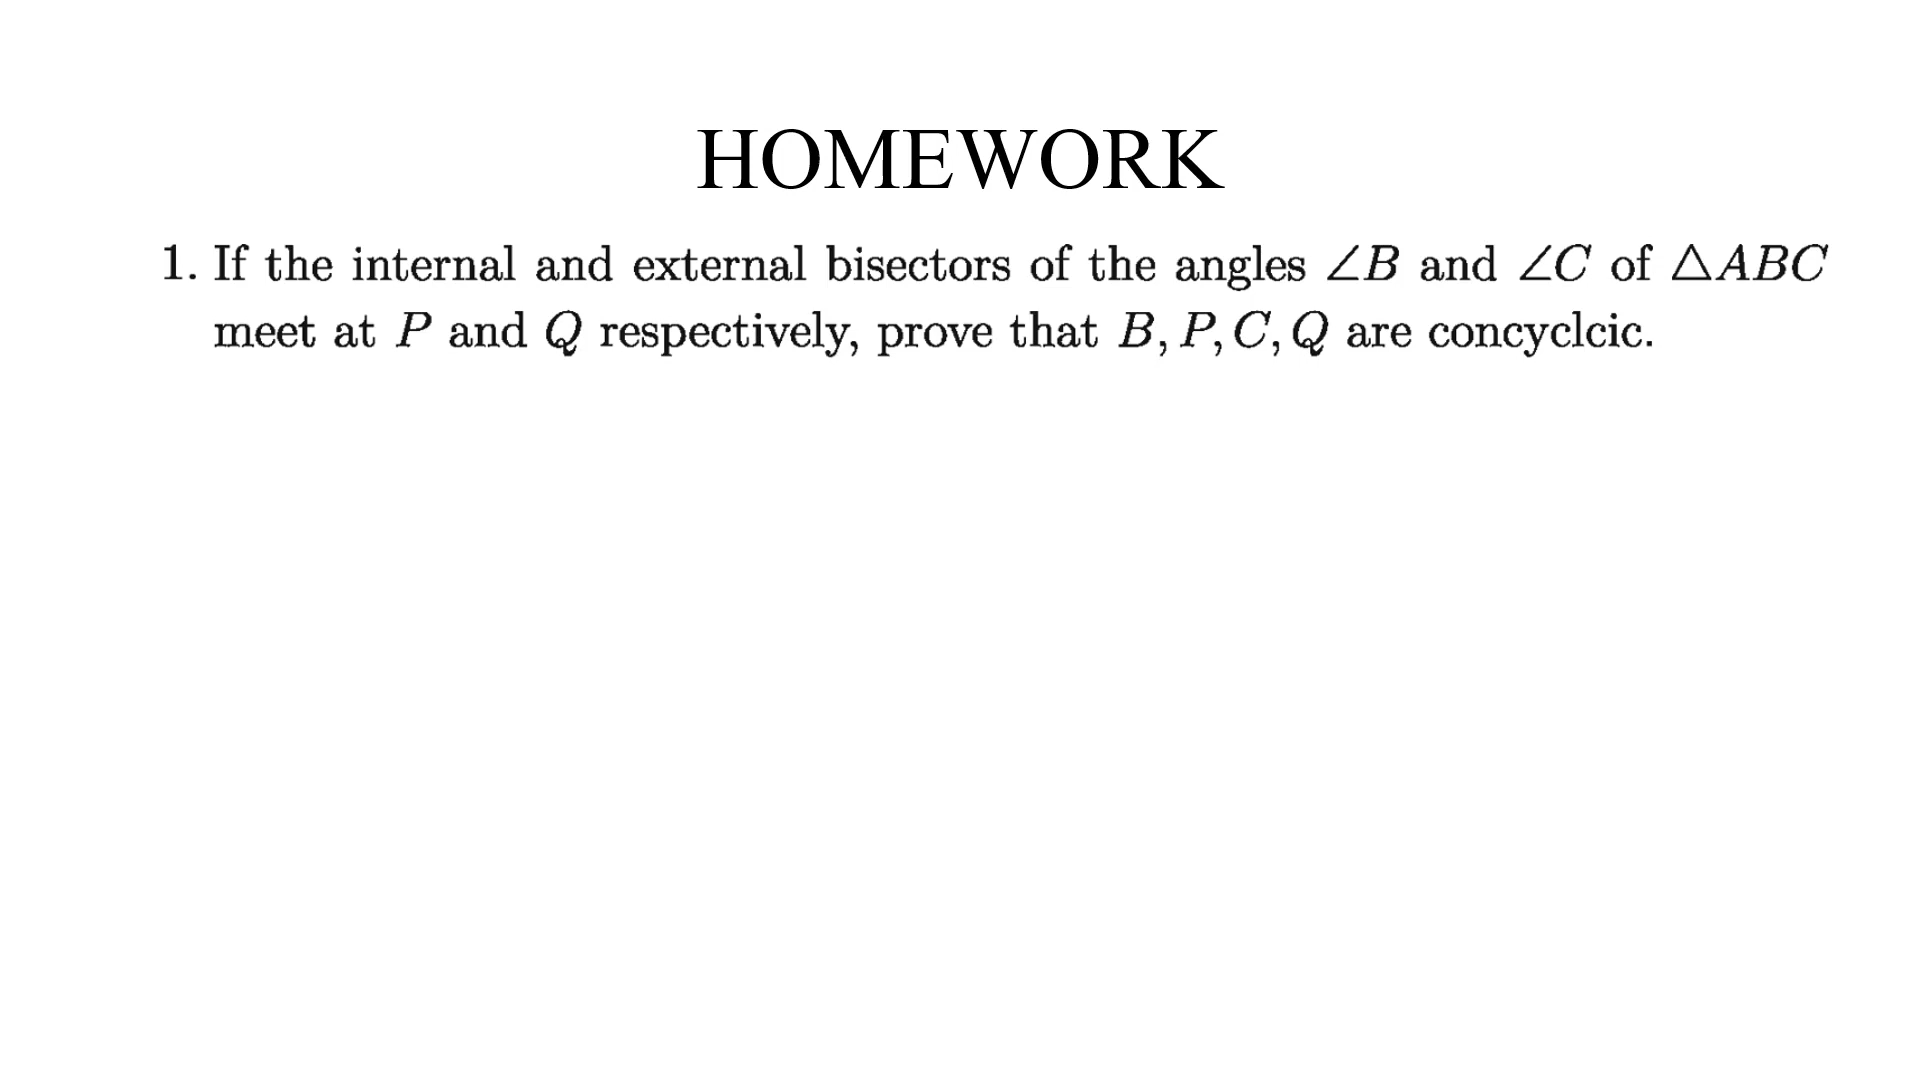 HOMEWORK
1. If the internal and external bisectors of the angles ∠B and ∠C of △ABC
meet at P and Q respectively, prove that B, P, C, Q are concyclcic.